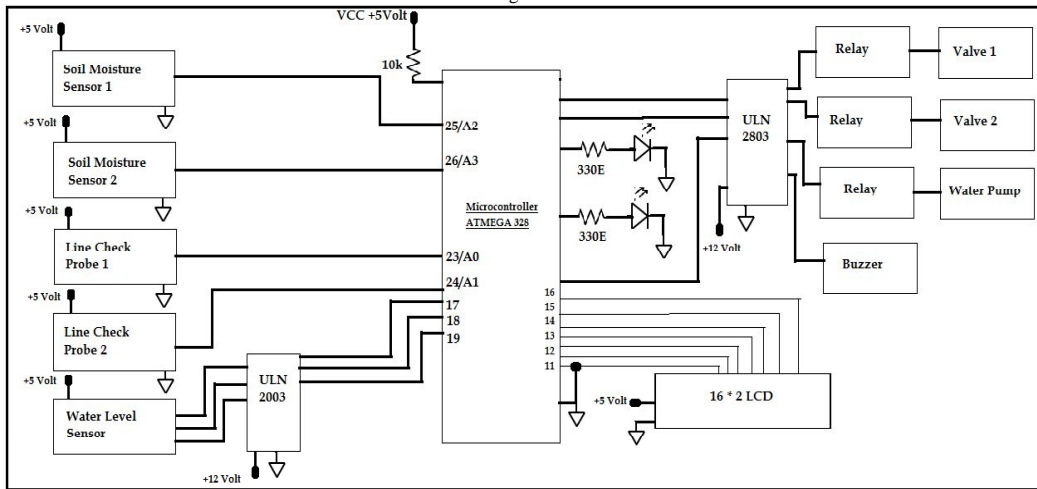 VCC +5Volt
+5 Volt
10k
Soil Moisture
Sensor 1
+5 Volt
Soil Moisture
Sensor 2
+5 Volt
Line Check
Probe 1
+5 Volt
Line Check
Probe 2
+5 Volt
Water Level
Sensor
ULN
2003
+12 Volt
25/A2
26/A3
Microcontroller
ATMEGA 328
23/A0
24/A1
17
18
19
330E
330E
16
15
14
13
12
11
ULN
2803
+12 Volt
Relay
Valve 1
Relay
Valve 2
Relay
Water Pump
Buzzer
+5 Volt
16 * 2 LCD